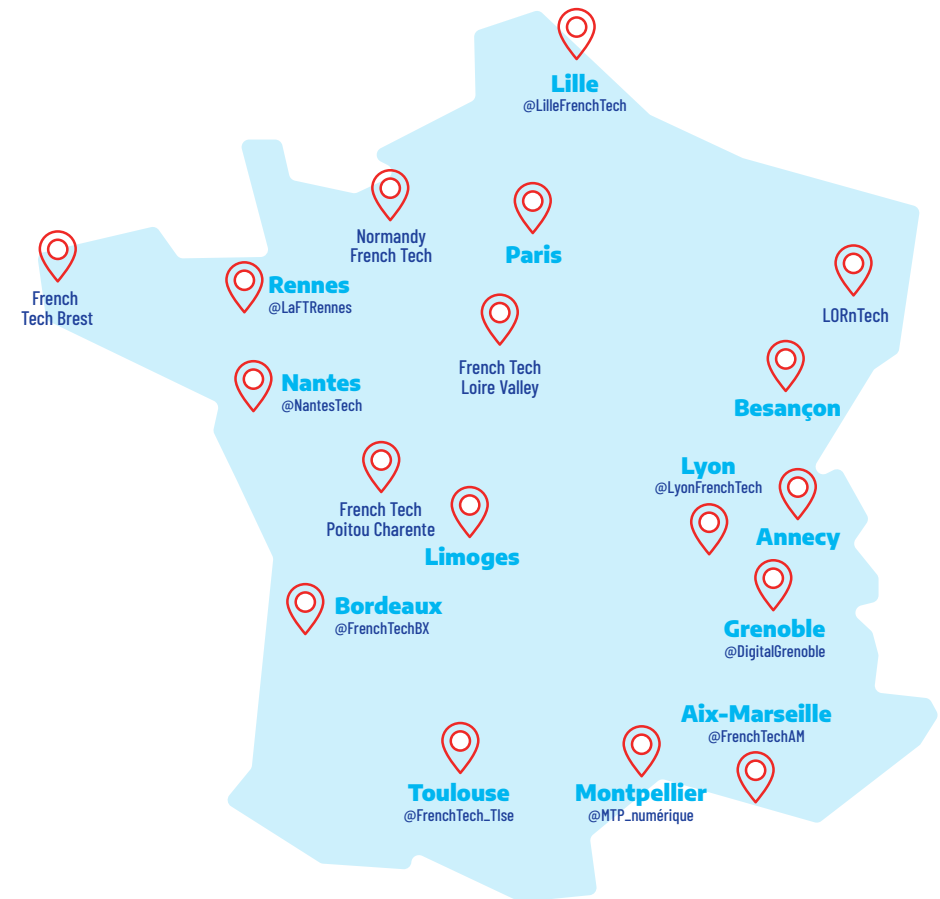 Lille
@LilleFrenchTech
Normandy
French Tech
Paris
French
Tech Brest
Rennes
@LaFTRennes
LORnTech
French Tech
Loire Valley
Nantes
@NantesTech
Besançon
Lyon
@LyonFrenchTech
French Tech
Poitou Charente
Annecy
Limoges
Bordeaux
@FrenchTechBX
Grenoble
@DigitalGrenoble
Aix-Marseille
@FrenchTechAM
Toulouse
@FrenchTech_Tlse
Montpellier
@MTP_numérique